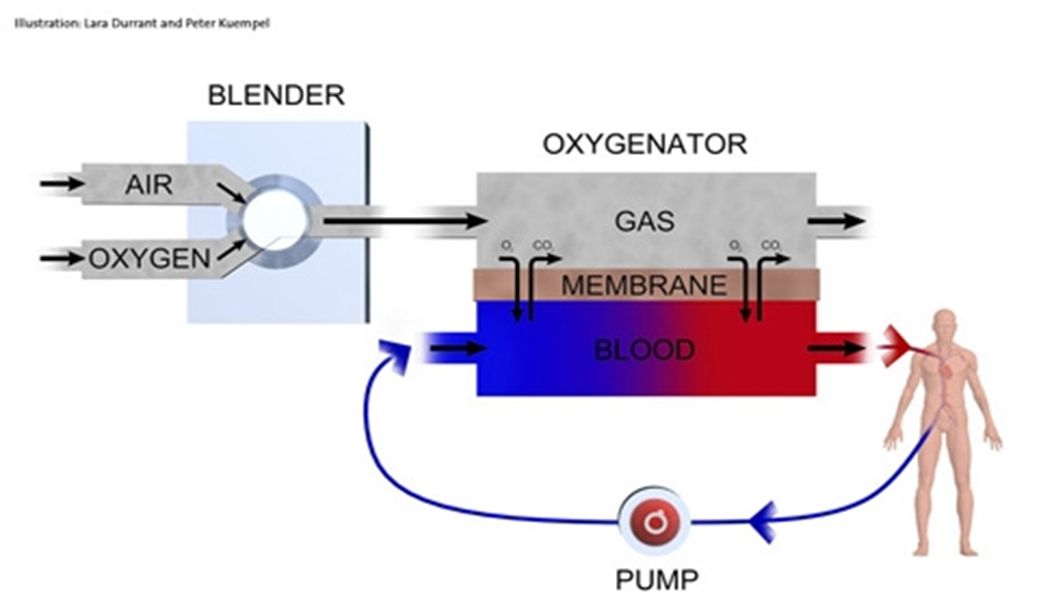 Illustration: Lara Durrant and Peter Kuempel
BLENDER
OXYGENATOR
AIR
OXYGEN
GAS
O₂ CO₂
O₂ CO₂
MEMBRANE
BLOOD
PUMP